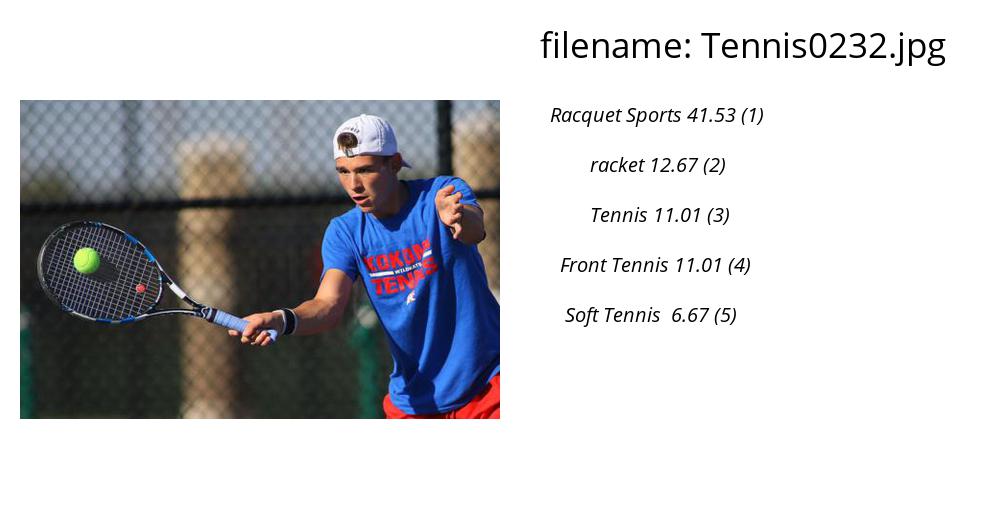 filename: Tennis0232.jpg
Racquet Sports 41.53 (1)
racket 12.67 (2)
Tennis 11.01 (3)
Front Tennis 11.01 (4)
Soft Tennis 6.67 (5)
WILDKATS
TENNIS